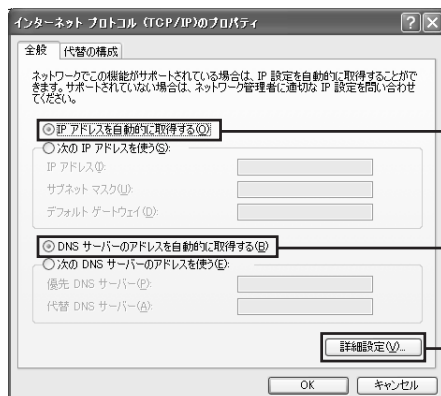 インターネット プロトコル (TCP/IP)のプロパティ
全般
代替の構成
ネットワークでこの機能がサポートされている場合は、IP 設定を自動的に取得することがで
きます。サポートされていない場合は、ネットワーク管理者に適切な IP 設定を問い合わせ
てください。
IP アドレスを自動的に取得する(O)
次の IP アドレスを使う(S):
IP アドレス(I):
サブネット マスク(U):
デフォルト ゲートウェイ(D):
DNS サーバーのアドレスを自動的に取得する(B)
次の DNS サーバーのアドレスを使う(E):
優先 DNS サーバー(P):
代替 DNS サーバー(A):
詳細設定(V)...
OK
キャンセル